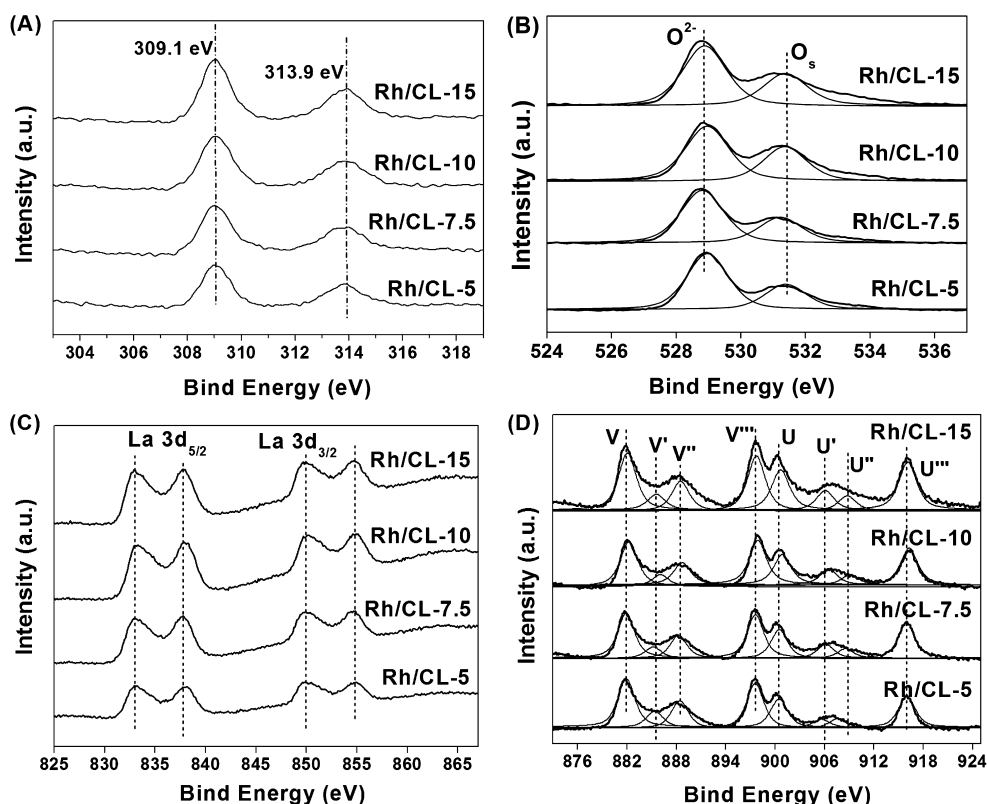 (A)
309.1 eV
313.9 eV
Rh/CL-15
Rh/CL-10
Rh/CL-7.5
Rh/CL-5
Intensity (a.u.)
304 306 308 310 312 314 316 318
Bind Energy (eV)
(B)
O²⁻
Oₛ
Rh/CL-15
Rh/CL-10
Rh/CL-7.5
Rh/CL-5
Intensity (a.u.)
524 526 528 530 532 534 536
Bind Energy (eV)
(C)
La 3d5/2
La 3d3/2
Rh/CL-15
Rh/CL-10
Rh/CL-7.5
Rh/CL-5
Intensity (a.u.)
825 830 835 840 845 850 855 860 865
Bind Energy (eV)
(D)
V V' V'' V'''' U U' U'' U'''
Rh/CL-15
Rh/CL-10
Rh/CL-7.5
Rh/CL-5
Intensity (a.u.)
876 882 888 894 900 906 912 918 924
Bind Energy (eV)